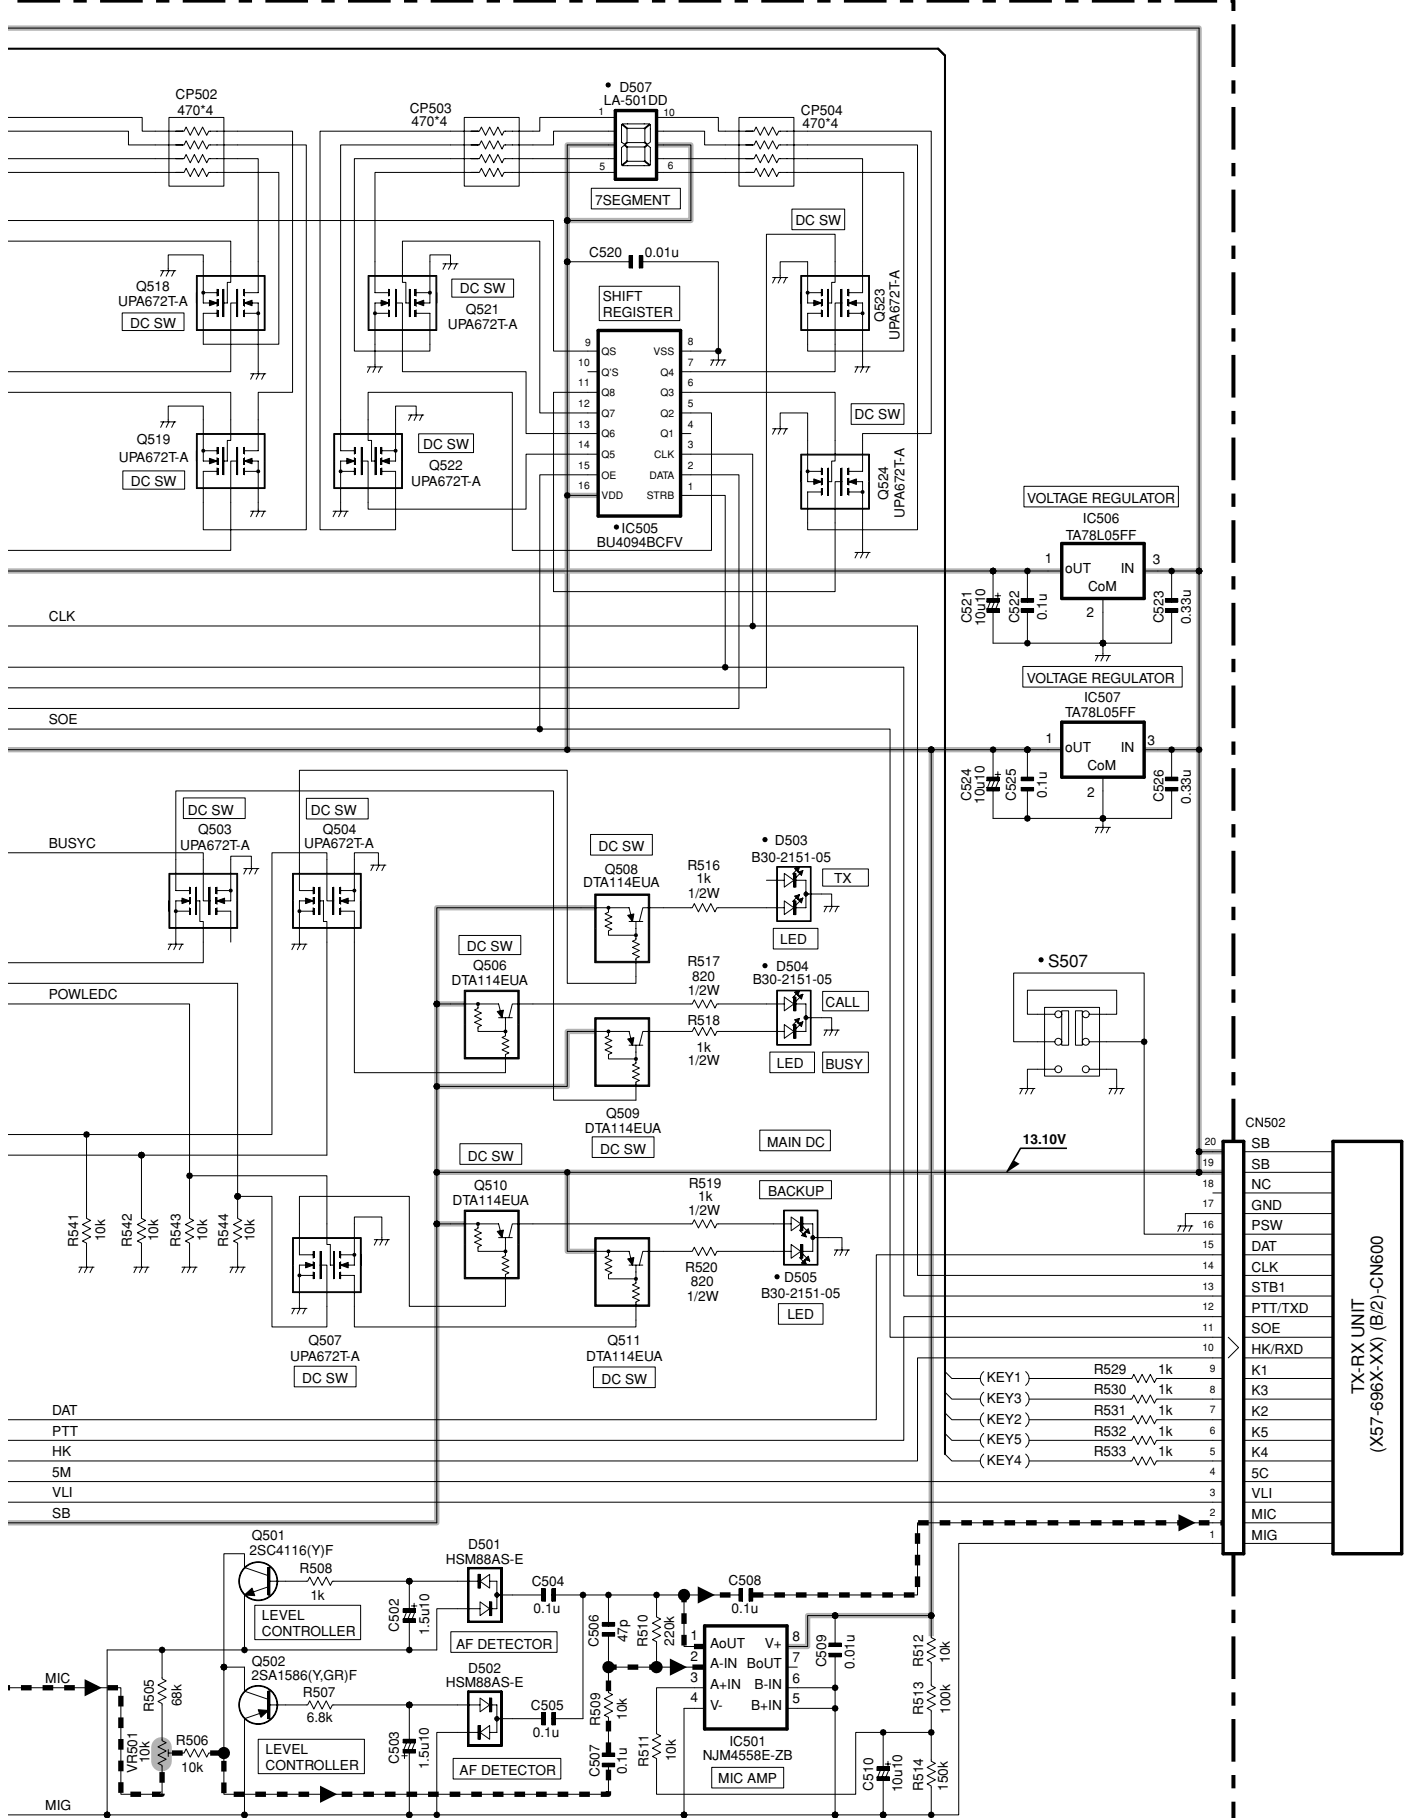 CP502
470*4
CP503
470*4
• D507
LA-501DD
1
10
5
6
CP504
470*4
7SEGMENT
DC SW
C520
0.01u
Q518
UPA672T-A
DC SW
DC SW
Q521
UPA672T-A
SHIFT
REGISTER
Q523
UPA672T-A
9 QS
10 Q'S
11 Q8
12 Q7
13 Q6
14 Q5
15 OE
16 VDD
VSS 8
Q4 7
Q3 6
Q2 5
Q1 4
CLK 3
DATA 2
STRB 1
• IC505
BU4094BCFV
Q519
UPA672T-A
DC SW
DC SW
Q522
UPA672T-A
DC SW
Q524
UPA672T-A
VOLTAGE REGULATOR
IC506
TA78L05FF
1
3
oUT IN
CoM
2
C521
10u10
+
C522
0.1u
C523
0.33u
CLK
VOLTAGE REGULATOR
IC507
TA78L05FF
1
3
oUT IN
CoM
2
C524
10u10
+
C525
0.1u
C526
0.33u
SOE
DC SW
Q503
UPA672T-A
DC SW
Q504
UPA672T-A
BUSYC
DC SW
Q508
DTA114EUA
R516
1k
1/2W
• D503
B30-2151-05
TX
LED
DC SW
Q506
DTA114EUA
R517
820
1/2W
• D504
B30-2151-05
CALL
R518
1k
1/2W
LED
BUSY
• S507
POWLEDC
Q509
DTA114EUA
DC SW
MAIN DC
13.10V
DC SW
Q510
DTA114EUA
R519
1k
1/2W
BACKUP
R541
10k
R542
10k
R543
10k
R544
10k
R520
820
1/2W
• D505
B30-2151-05
LED
Q507
UPA672T-A
DC SW
Q511
DTA114EUA
DC SW
CN502
20 SB
19 SB
18 NC
17 GND
16 PSW
15 DAT
14 CLK
13 STB1
12 PTT/TXD
11 SOE
10 HK/RXD
9 K1
8 K3
7 K2
6 K5
5 K4
4 5C
3 VLI
2 MIC
1 MIG
TX-RX UNIT
(X57-696X-XX) (B/2)-CN600
(KEY1) R529 1k
(KEY3) R530 1k
(KEY2) R531 1k
(KEY5) R532 1k
(KEY4) R533 1k
DAT
PTT
HK
5M
VLI
SB
Q501
2SC4116(Y)F
R508
1k
LEVEL
CONTROLLER
C502
1.5u10
+
D501
HSM88AS-E
C504
0.1u
AF DETECTOR
C506
47p
R510
220k
C508
0.1u
1 AoUT
2 A-IN
3 A+IN
4 V-
V+ 8
BoUT 7
B-IN 6
B+IN 5
IC501
NJM4558E-ZB
MIC AMP
C509
0.01u
R512
10k
R513
100k
R514
150k
C510
10u10
+
MIC
R505
68k
VR501
10k
R506
10k
Q502
2SA1586(Y,GR)F
R507
6.8k
LEVEL
CONTROLLER
C503
1.5u10
+
D502
HSM88AS-E
C505
0.1u
AF DETECTOR
R509
10k
C507
0.1u
R511
10k
MIG